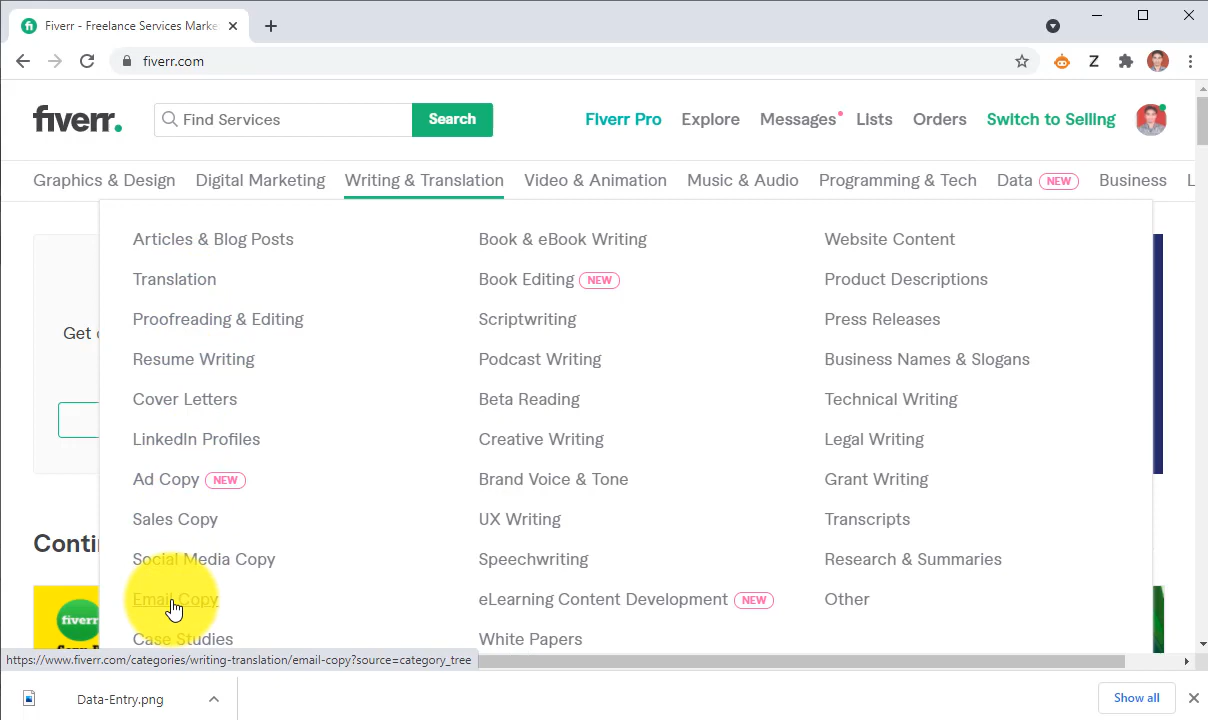 Fiverr - Freelance Services Marke
fiverr.com
Z
fiverr.
Find Services
Search
Fiverr Pro
Explore
Messages
Lists
Orders
Switch to Selling
Graphics & Design
Digital Marketing
Writing & Translation
Video & Animation
Music & Audio
Programming & Tech
Data NEW
Business
L
Articles & Blog Posts
Translation
Proofreading & Editing
Resume Writing
Cover Letters
LinkedIn Profiles
Ad Copy NEW
Sales Copy
Social Media Copy
Email Copy
Case Studies
Book & eBook Writing
Book Editing NEW
Scriptwriting
Podcast Writing
Beta Reading
Creative Writing
Brand Voice & Tone
UX Writing
Speechwriting
eLearning Content Development NEW
White Papers
Website Content
Product Descriptions
Press Releases
Business Names & Slogans
Technical Writing
Legal Writing
Grant Writing
Transcripts
Research & Summaries
Other
Get
Conti
fiverr
https://www.fiverr.com/categories/writing-translation/email-copy?source=category_tree
Data-Entry.png
Show all